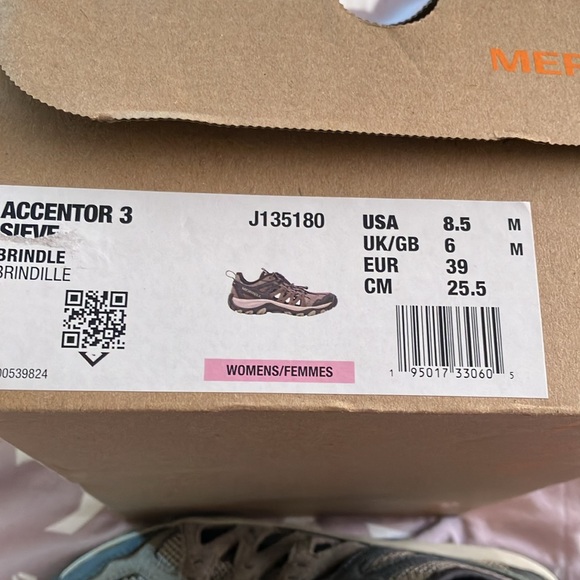 MER
ACCENTOR 3
SIEVE
BRINDLE
BRINDILLE
00539824
J135180
WOMENS/FEMMES
USA 8.5 M
UK/GB 6 M
EUR 39
CM 25.5
1 95017 33060 5